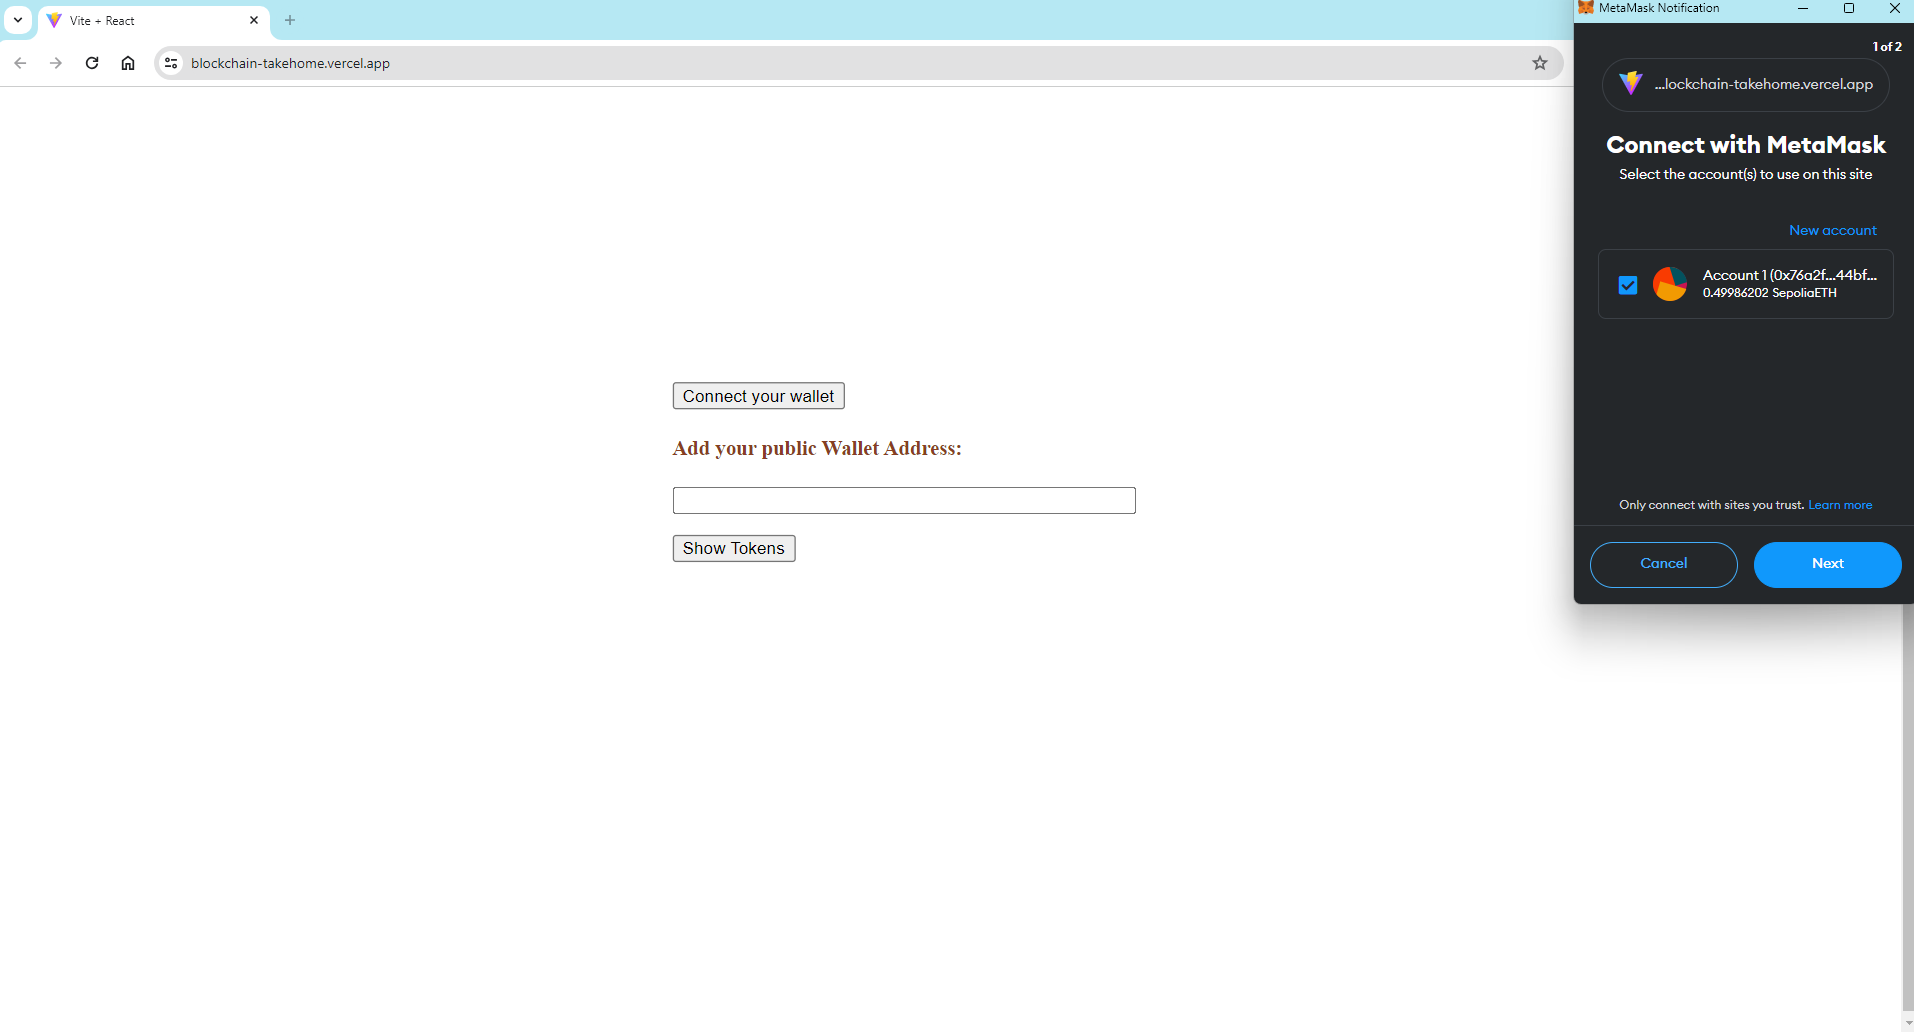 Vite + React
blockchain-takehome.vercel.app
Connect your wallet
Add your public Wallet Address:
Show Tokens
MetaMask Notification
1 of 2
...lockchain-takehome.vercel.app
Connect with MetaMask
Select the account(s) to use on this site
New account
Account 1 (0x76a2f...44bf...
0.49986202 SepoliaETH
Only connect with sites you trust. Learn more
Cancel
Next